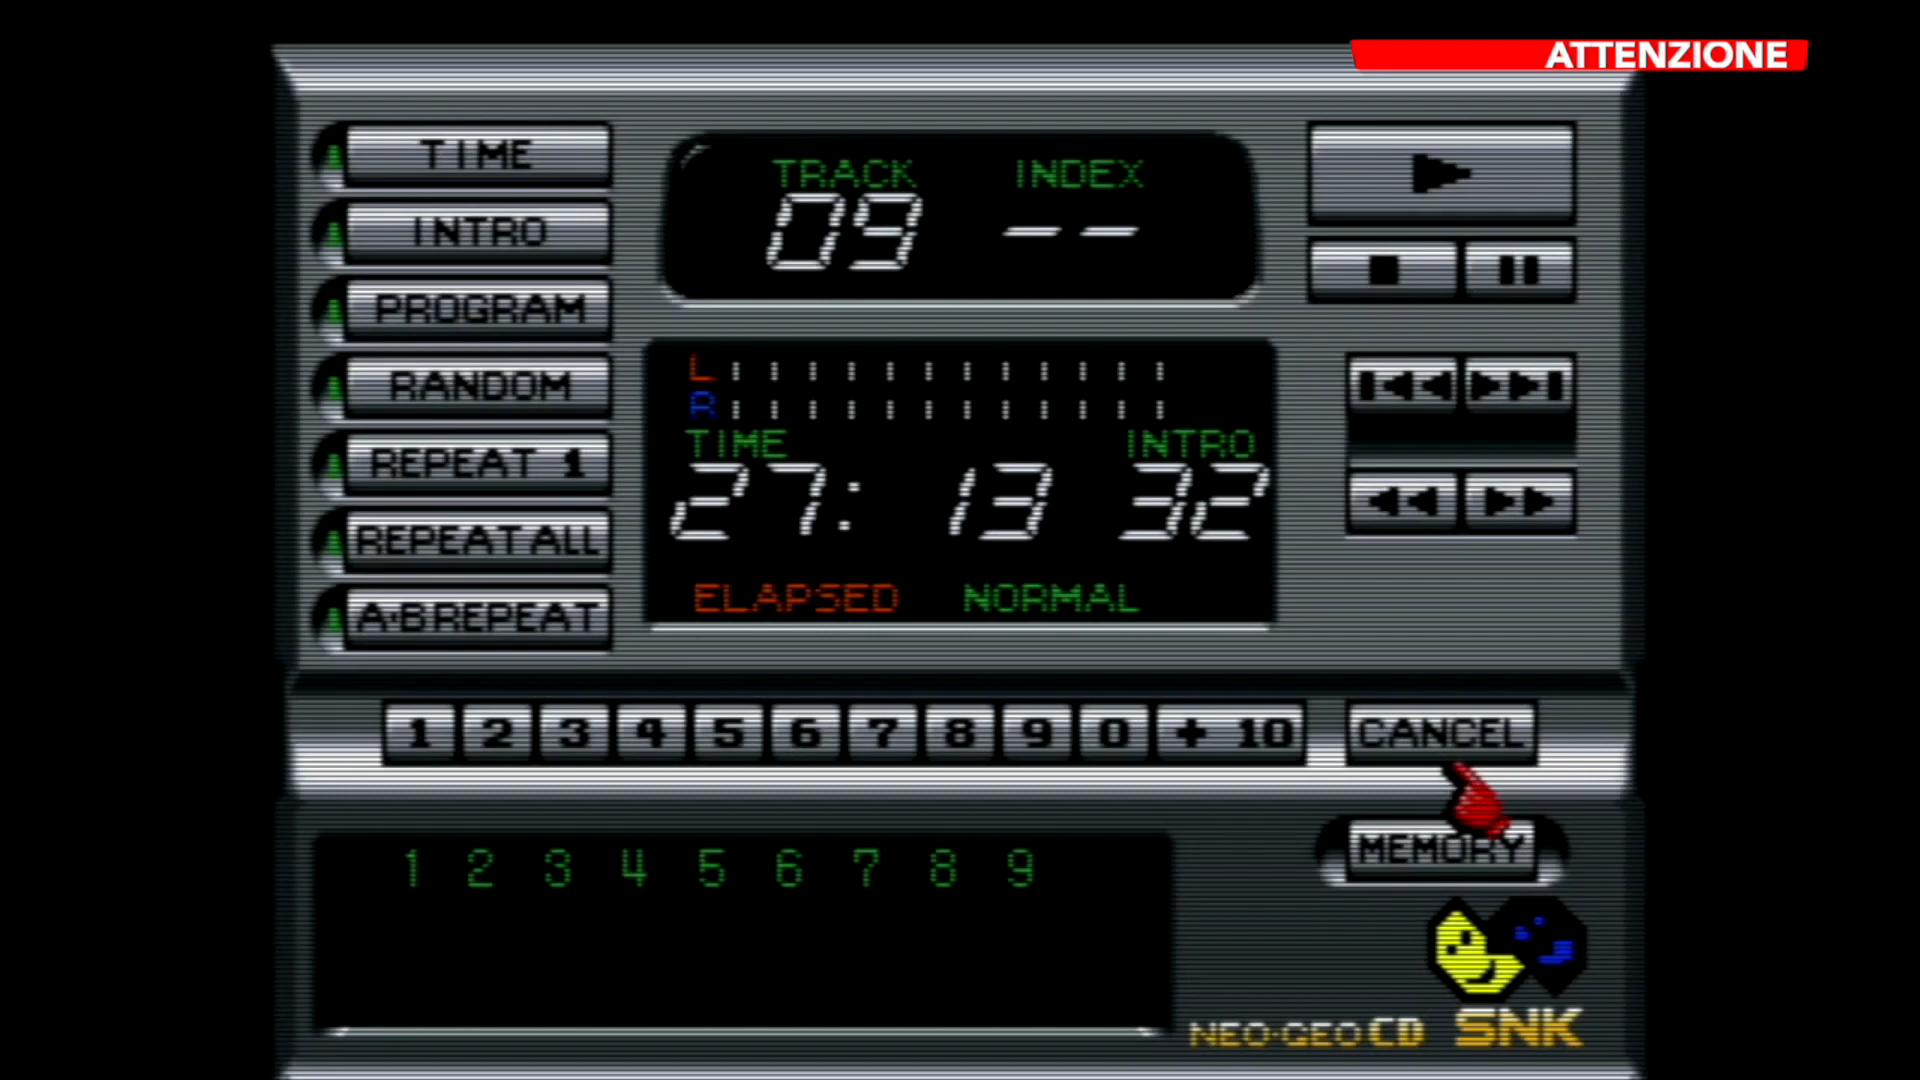 ATTENZIONE
TIME
INTRO
PROGRAM
RANDOM
REPEAT 1
REPEAT ALL
A-B REPEAT
TRACK INDEX
09 --
L
R
TIME INTRO
27: 13 32
ELAPSED NORMAL
1 2 3 4 5 6 7 8 9 0 + 10 CANCEL
MEMORY
1 2 3 4 5 6 7 8 9
NEO·GEO CD SNK